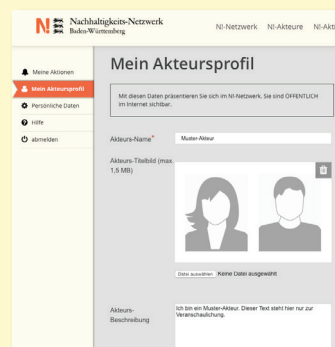 N! Nachhaltigkeits-Netzwerk
Baden-Württemberg
N!-Netzwerk N!-Akteure N!-Akti
Meine Aktionen
Mein Akteursprofil
Persönliche Daten
Hilfe
abmelden
Mein Akteursprofil
Mit diesen Daten präsentieren Sie sich im N!-Netzwerk. Sie sind ÖFFENTLICH
im Internet sichtbar.
Akteurs-Name* Muster-Akteur
Akteurs-Titelbild (max.
1,5 MB)
Datei auswählen Keine Datei ausgewählt
Akteurs-
Beschreibung
Ich bin ein Muster-Akteur. Dieser Text steht hier nur zur
Veranschaulichung.